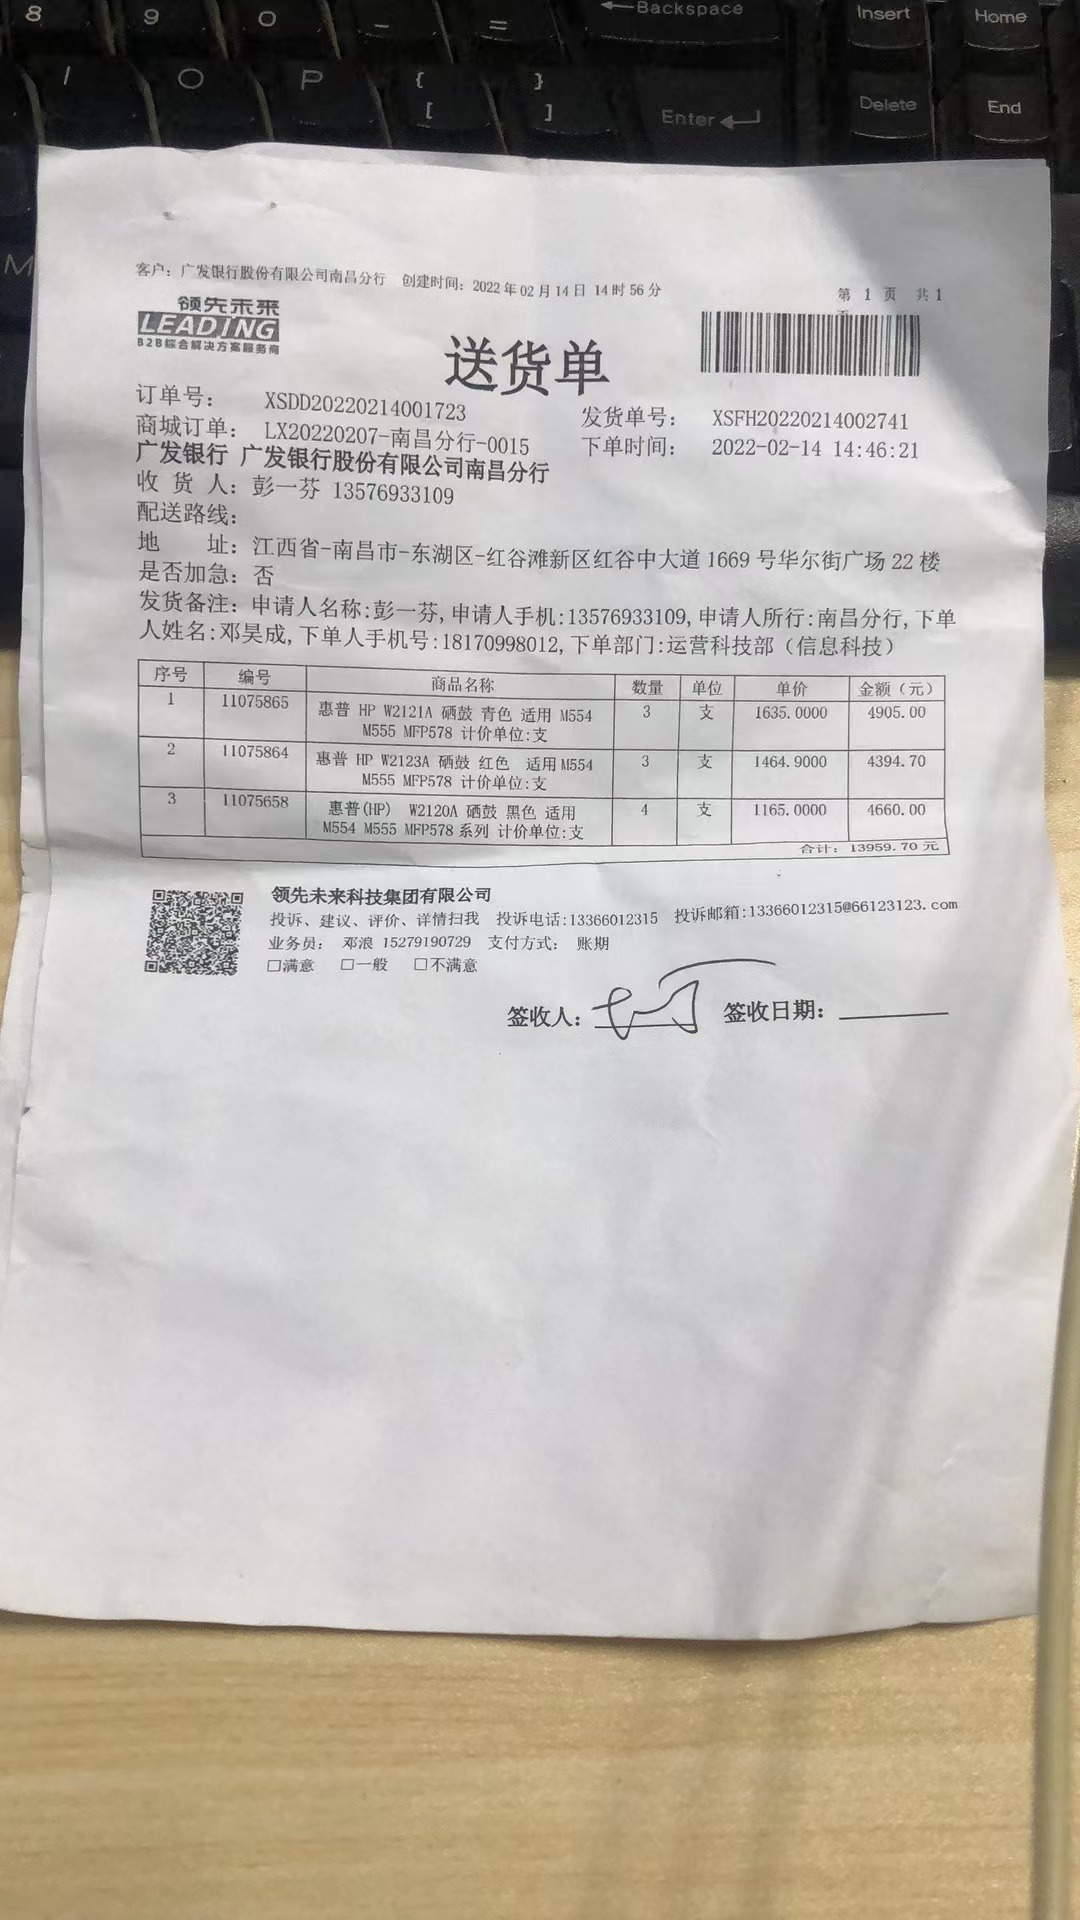 8 9 0 - = ←Backspace Insert Home
I O P { [ } ] Enter Delete End
M
客户：广发银行股份有限公司南昌分行 创建时间：2022年02月14日 14时56分
第 1 页 共 1
领先未来
LEADING
B2B综合解决方案服务商
送货单
订单号： XSDD20220214001723
发货单号： XSFH20220214002741
商城订单： LX20220207-南昌分行-0015
下单时间： 2022-02-14 14:46:21
广发银行 广发银行股份有限公司南昌分行
收 货 人：彭一芬 13576933109
配送路线：
地 址：江西省-南昌市-东湖区-红谷滩新区红谷中大道1669号华尔街广场22楼
是否加急：否
发货备注：申请人名称:彭一芬,申请人手机:13576933109,申请人所行:南昌分行,下单
人姓名:邓昊成,下单人手机号:18170998012,下单部门:运营科技部（信息科技）
序号 编号 商品名称 数量 单位 单价 金额（元）
1 11075865 惠普 HP W2121A 硒鼓 青色 适用 M554 3 支 1635.0000 4905.00
M555 MFP578 计价单位:支
2 11075864 惠普 HP W2123A 硒鼓 红色 适用M554 3 支 1464.9000 4394.70
M555 MFP578 计价单位:支
3 11075658 惠普(HP) W2120A 硒鼓 黑色 适用 4 支 1165.0000 4660.00
M554 M555 MFP578 系列 计价单位:支
合计：13959.70 元
领先未来科技集团有限公司
投诉、建议、评价、详情扫我 投诉电话:13366012315 投诉邮箱:13366012315@66123123.com
业务员： 邓浪 15279190729 支付方式： 账期
□满意 □一般 □不满意
签收人： 签收日期：